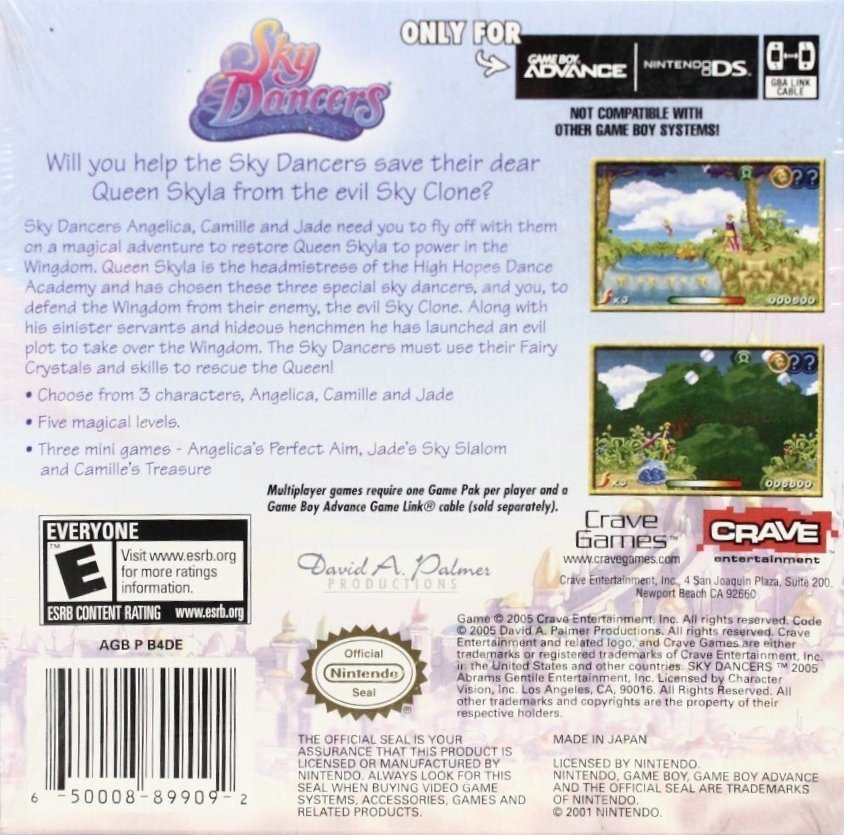 Sky
Dancers
ONLY FOR
GAME BOY ADVANCE
NINTENDO DS
GBA LINK
CABLE
NOT COMPATIBLE WITH
OTHER GAME BOY SYSTEMS!
Will you help the Sky Dancers save their dear
Queen Skyla from the evil Sky Clone?
Sky Dancers Angelica, Camille and Jade need you to fly off with them
on a magical adventure to restore Queen Skyla to power in the
Wingdom. Queen Skyla is the headmistress of the High Hopes Dance
Academy and has chosen these three special sky dancers, and you, to
defend the Wingdom from their enemy, the evil Sky Clone. Along with
his sinister servants and hideous henchmen he has launched an evil
plot to take over the Wingdom. The Sky Dancers must use their Fairy
Crystals and skills to rescue the Queen!
• Choose from 3 characters, Angelica, Camille and Jade
• Five magical levels.
• Three mini games - Angelica's Perfect Aim, Jade's Sky Slalom
and Camille's Treasure
Multiplayer games require one Game Pak per player and a
Game Boy Advance Game Link® cable (sold separately).
??
x3
000600
??
x3
EVERYONE
E
TM
Visit www.esrb.org
for more ratings
information.
ESRB CONTENT RATING www.esrb.org
AGB P B4DE
6 -50008-89909- 2
David A. Palmer
PRODUCTIONS
Crave
Games™
www.cravegames.com
CRAVE™
entertainment
Crave Entertainment, Inc., 4 San Joaquin Plaza, Suite 200,
Newport Beach CA 92660
Game © 2005 Crave Entertainment, Inc. All rights reserved. Code
© 2005 David A. Palmer Productions. All rights reserved. Crave
Entertainment and related logo, and Crave Games are either
trademarks or registered trademarks of Crave Entertainment, Inc.
in the United States and other countries. SKY DANCERS ™ 2005
Abrams Gentile Entertainment, Inc. Licensed by Character
Vision, Inc. Los Angeles, CA, 90016. All Rights Reserved. All
other trademarks and copyrights are the property of their
respective holders.
Official
Nintendo
Seal
®
THE OFFICIAL SEAL IS YOUR
ASSURANCE THAT THIS PRODUCT IS
LICENSED OR MANUFACTURED BY
NINTENDO. ALWAYS LOOK FOR THIS
SEAL WHEN BUYING VIDEO GAME
SYSTEMS, ACCESSORIES, GAMES AND
RELATED PRODUCTS.
MADE IN JAPAN
LICENSED BY NINTENDO.
NINTENDO, GAME BOY, GAME BOY ADVANCE
AND THE OFFICIAL SEAL ARE TRADEMARKS
OF NINTENDO.
© 2001 NINTENDO.